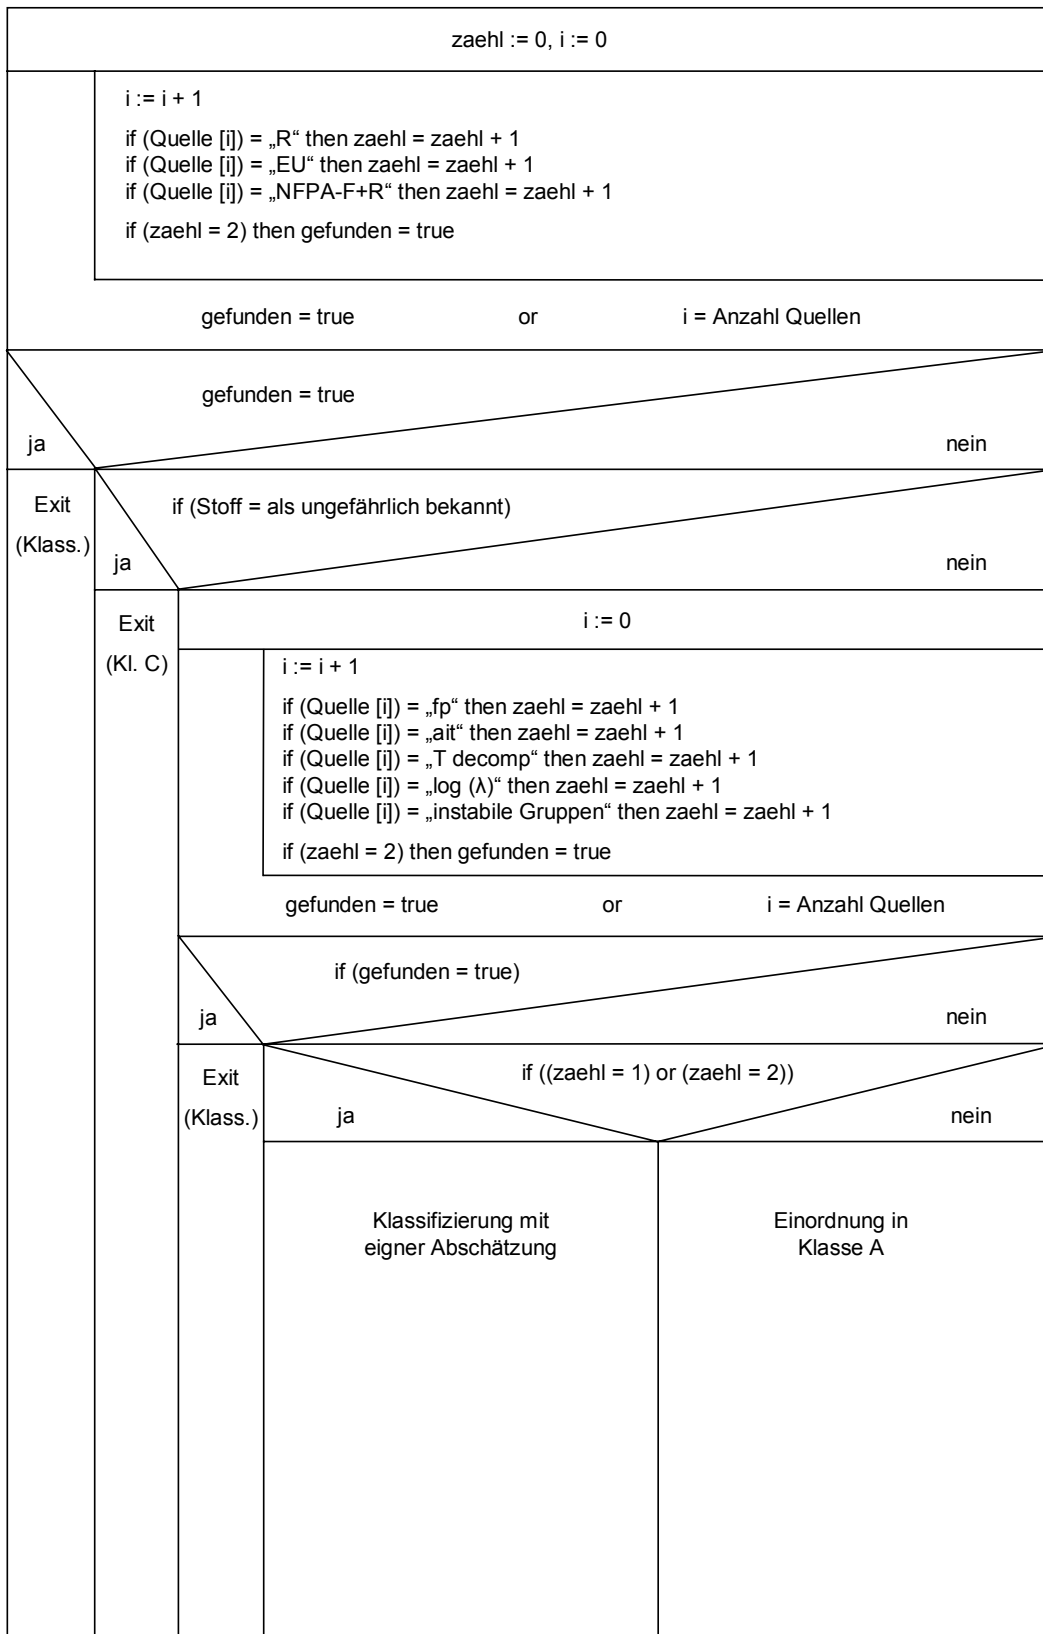 zaehl := 0, i := 0
i := i + 1
if (Quelle [i]) = „R“ then zaehl = zaehl + 1
if (Quelle [i]) = „EU“ then zaehl = zaehl + 1
if (Quelle [i]) = „NFPA-F+R“ then zaehl = zaehl + 1
if (zaehl = 2) then gefunden = true
gefunden = true or i = Anzahl Quellen
gefunden = true
ja nein
Exit
(Klass.)
if (Stoff = als ungefährlich bekannt)
ja nein
Exit
(Kl. C)
i := 0
i := i + 1
if (Quelle [i]) = „fp“ then zaehl = zaehl + 1
if (Quelle [i]) = „ait“ then zaehl = zaehl + 1
if (Quelle [i]) = „T decomp“ then zaehl = zaehl + 1
if (Quelle [i]) = „log (λ)“ then zaehl = zaehl + 1
if (Quelle [i]) = „instabile Gruppen“ then zaehl = zaehl + 1
if (zaehl = 2) then gefunden = true
gefunden = true or i = Anzahl Quellen
if (gefunden = true)
ja nein
Exit
(Klass.)
if ((zaehl = 1) or (zaehl = 2))
ja nein
Klassifizierung mit
eigner Abschätzung
Einordnung in
Klasse A